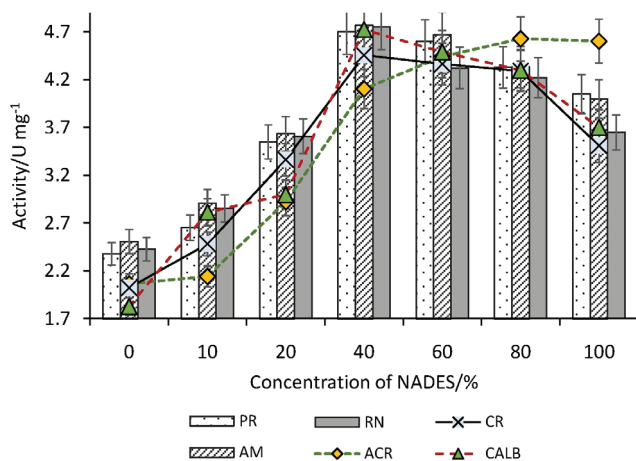 4.7
4.2
3.7
3.2
2.7
2.2
1.7
Activity/U mg⁻¹
0 10 20 40 60 80 100
Concentration of NADES/%
PR RN CR
AM ACR CALB